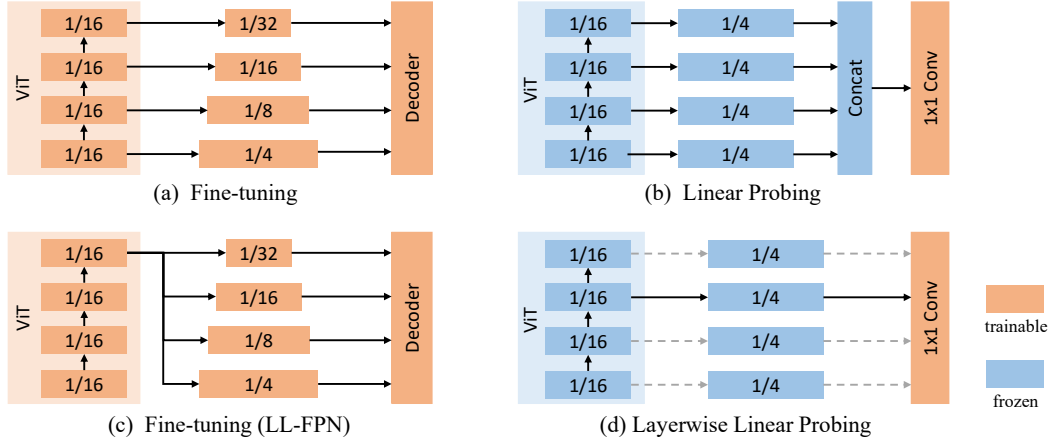 ViT
1/16
1/32
1/16
1/16
1/16
1/8
1/16
1/4
Decoder
(a) Fine-tuning
ViT
1/16
1/4
1/16
1/4
1/16
1/4
1/16
1/4
Concat
1x1 Conv
(b) Linear Probing
ViT
1/16
1/32
1/16
1/16
1/16
1/8
1/16
1/4
Decoder
(c) Fine-tuning (LL-FPN)
ViT
1/16
1/4
1/16
1/4
1/16
1/4
1/16
1/4
1x1 Conv
(d) Layerwise Linear Probing
trainable
frozen